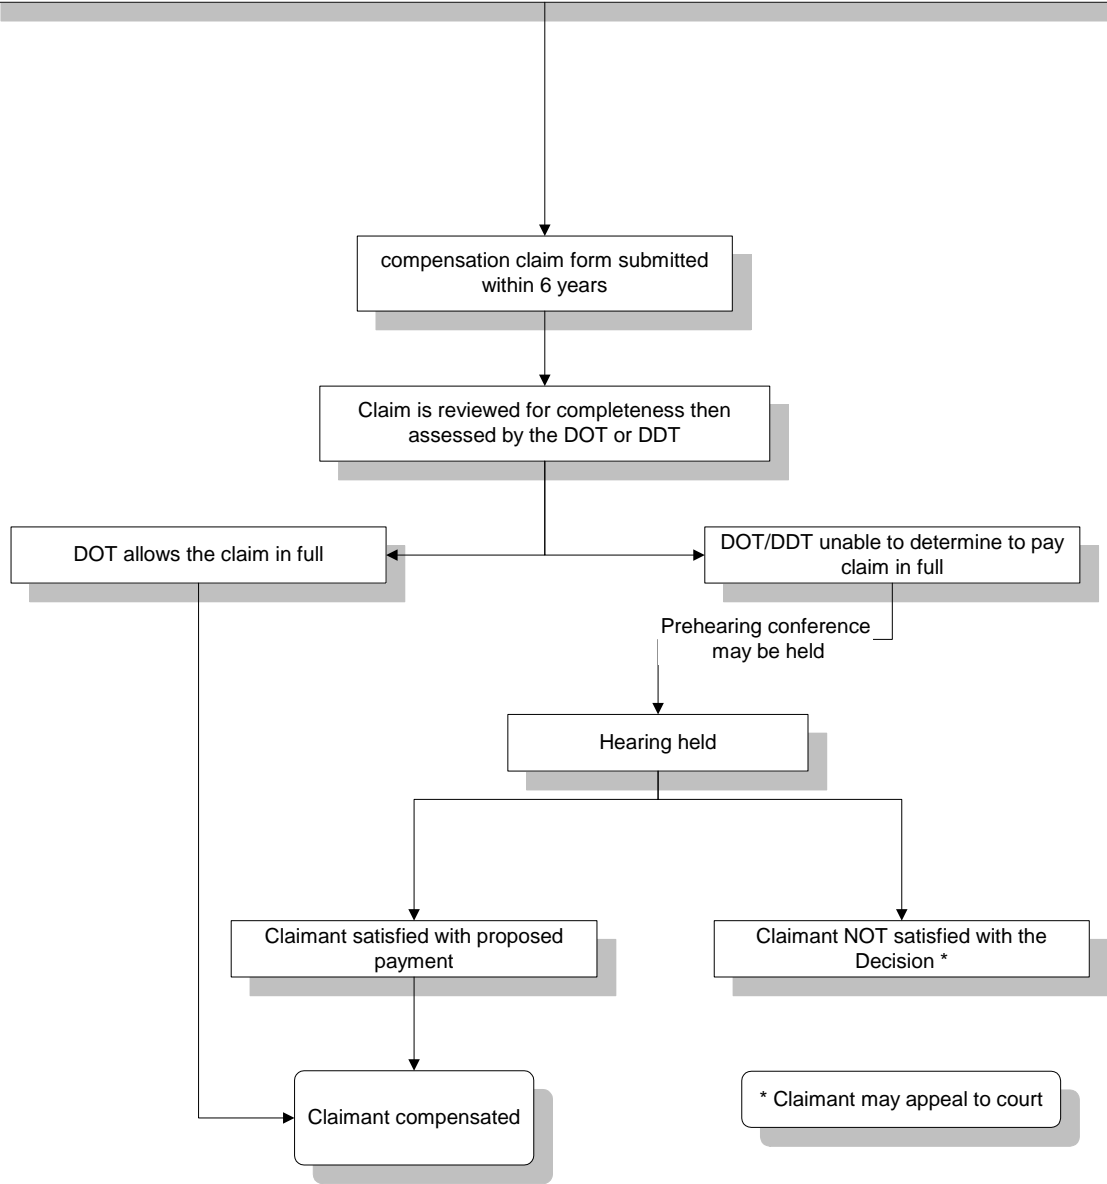 compensation claim form submitted
within 6 years
Claim is reviewed for completeness then
assessed by the DOT or DDT
DOT allows the claim in full
DOT/DDT unable to determine to pay
claim in full
Prehearing conference
may be held
Hearing held
Claimant satisfied with proposed
payment
Claimant NOT satisfied with the
Decision *
Claimant compensated
* Claimant may appeal to court